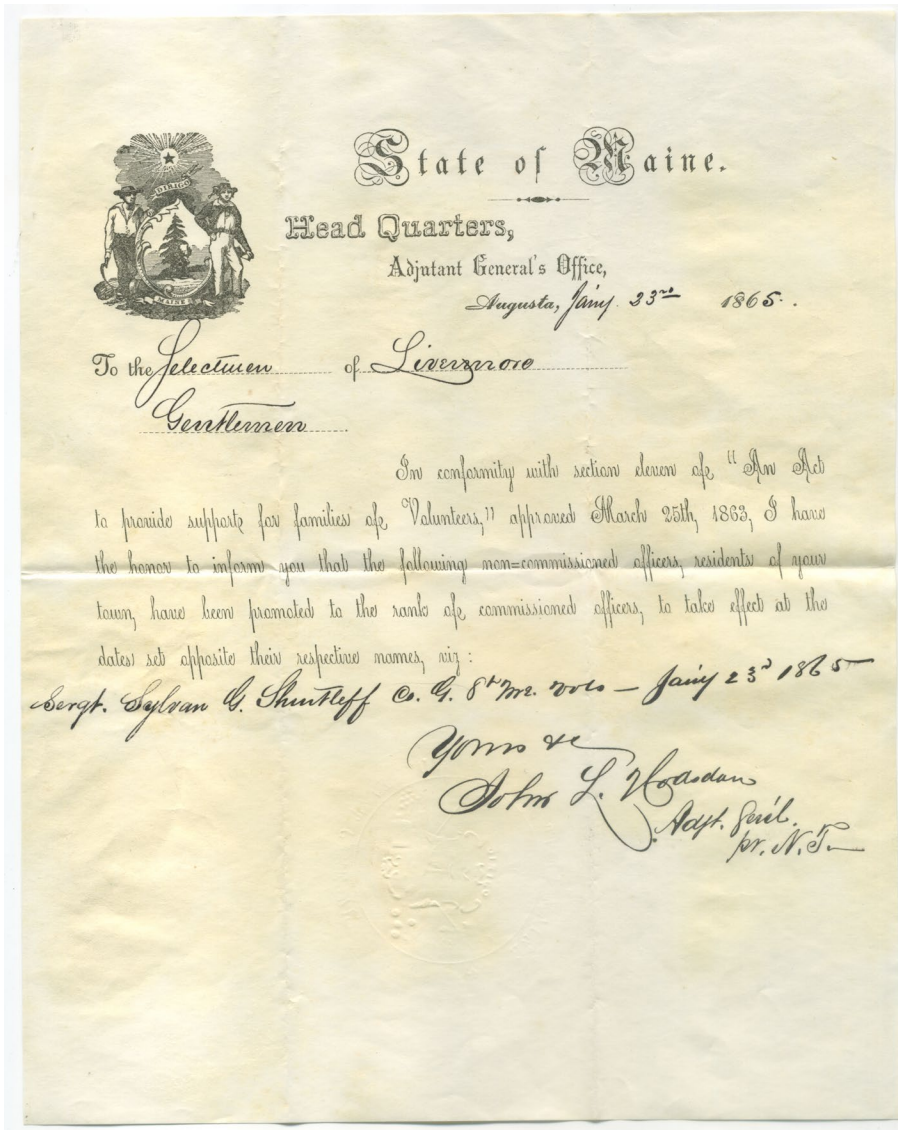 DIRIGO
MAINE
State of Maine.
Head Quarters,
Adjutant General's Office,
Augusta, Jany. 23rd 1865.
To the Selectmen of Livermore
Gentlemen
In conformity with section eleven of "An Act
to provide support for families of Volunteers," approved March 25th, 1863, I have
the honor to inform you that the following non=commissioned officers, residents of your
town, have been promoted to the rank of commissioned officers, to take effect at the
dates set opposite their respective names, viz:
Sergt. Sylvan G. Shurtleff Co. G. 8th Me. Vols — Jany 23d 1865
Yours &c
John L. Hodsdon
Adjt. Genl.
pr. N. T.